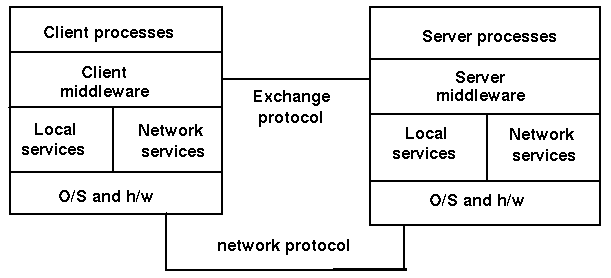 Client processes
Client
middleware
Local
services
Network
services
O/S and h/w
Exchange
protocol
Server processes
Server
middleware
Local
services
Network
services
O/S and h/w
network protocol